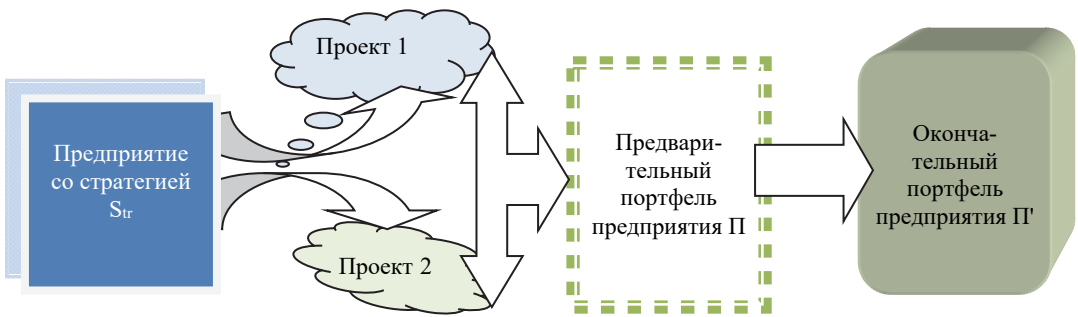 Предприятие
со стратегией
Str
Проект 1
Проект 2
Предвари-
тельный
портфель
предприятия П
Оконча-
тельный
портфель
предприятия П'